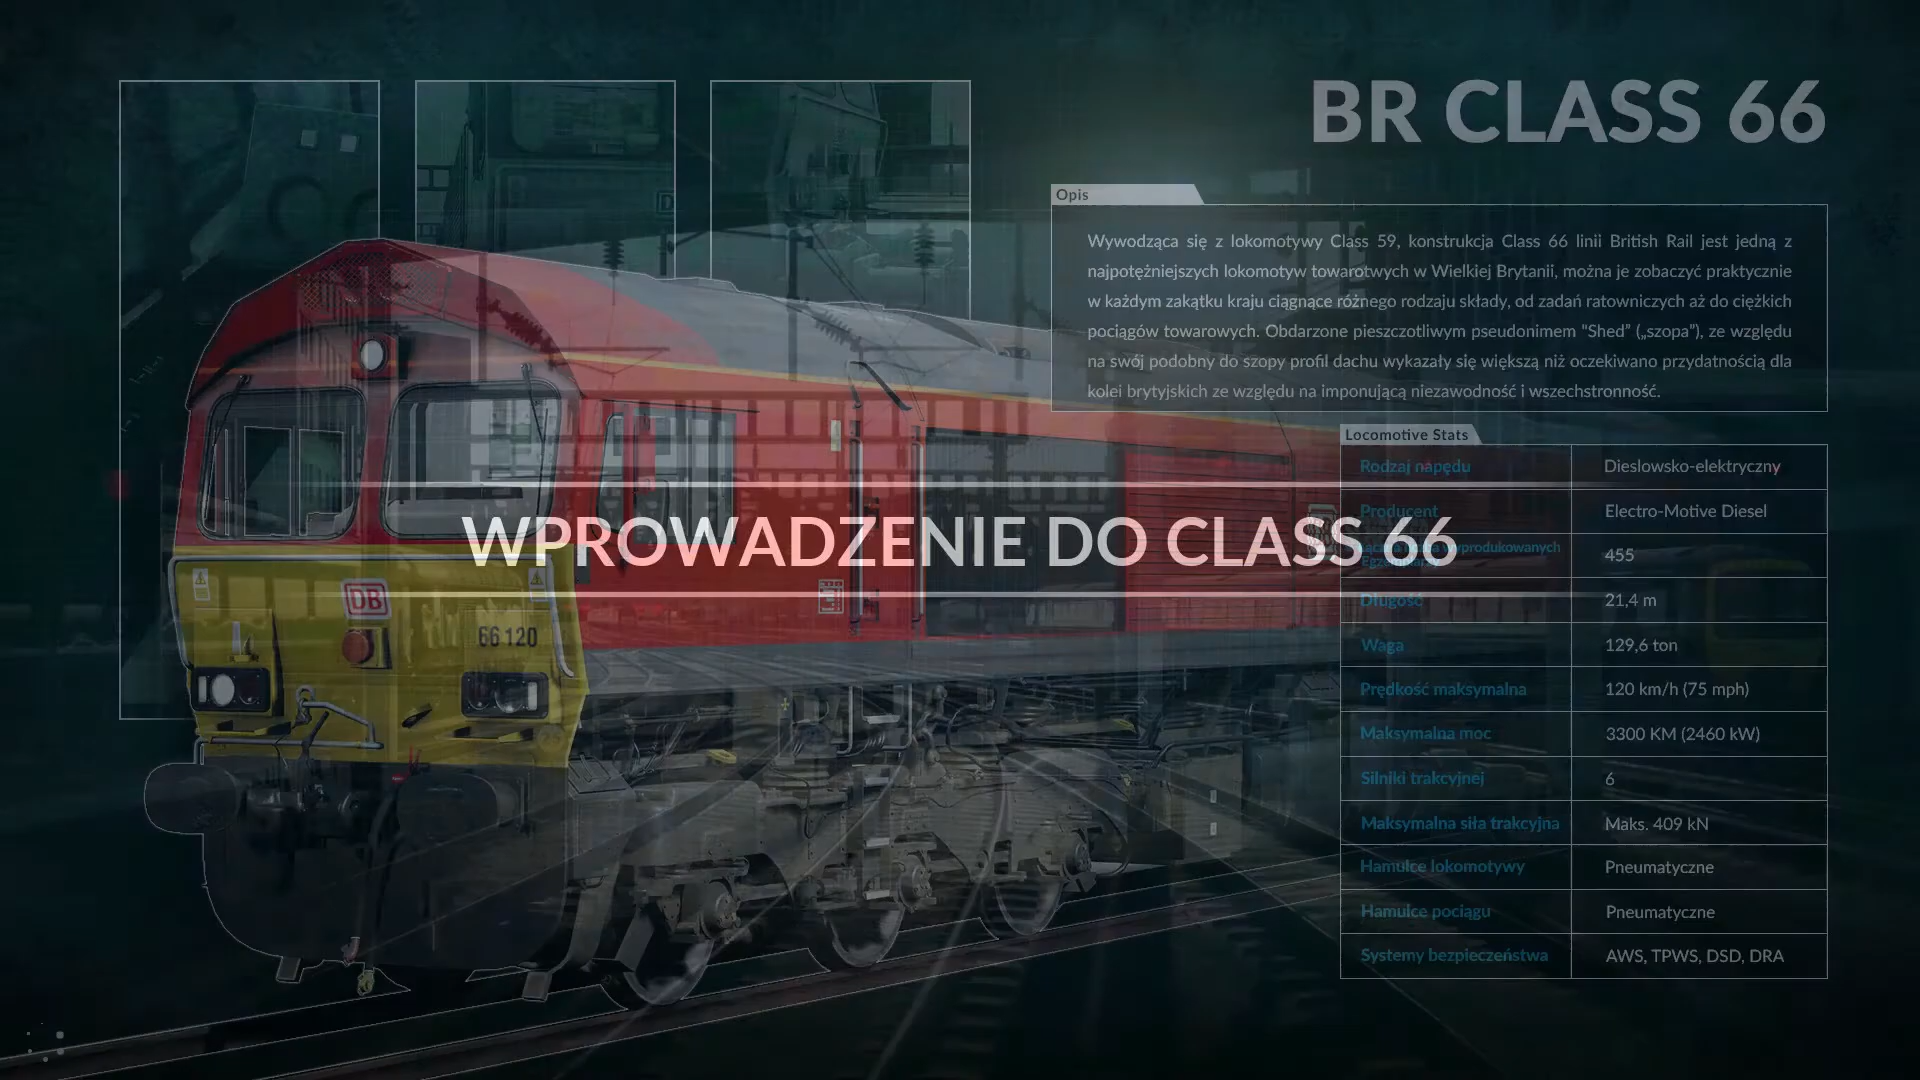 BR CLASS 66
Opis
Wywodząca się z lokomotywy Class 59, konstrukcja Class 66 linii British Rail jest jedną z
najpotężniejszych lokomotyw towarotwych w Wielkiej Brytanii, można je zobaczyć praktycznie
w każdym zakątku kraju ciągnące różnego rodzaju składy, od zadań ratowniczych aż do ciężkich
pociągów towarowych. Obdarzone pieszczotliwym pseudonimem "Shed" („szopa"), ze względu
na swój podobny do szopy profil dachu wykazały się większą niż oczekiwano przydatnością dla
kolei brytyjskich ze względu na imponującą niezawodność i wszechstronność.
Locomotive Stats
Rodzaj napędu Dieslowsko-elektryczny
Producent Electro-Motive Diesel
WPROWADZENIE DO CLASS 66
Łączna liczba wyprodukowanych
Egzemplarzy 455
Długość 21,4 m
Waga 129,6 ton
Prędkość maksymalna 120 km/h (75 mph)
Maksymalna moc 3300 KM (2460 kW)
Silniki trakcyjnej 6
Maksymalna siła trakcyjna Maks. 409 kN
Hamulce lokomotywy Pneumatyczne
Hamulce pociągu Pneumatyczne
Systemy bezpieczeństwa AWS, TPWS, DSD, DRA
DB
66 120